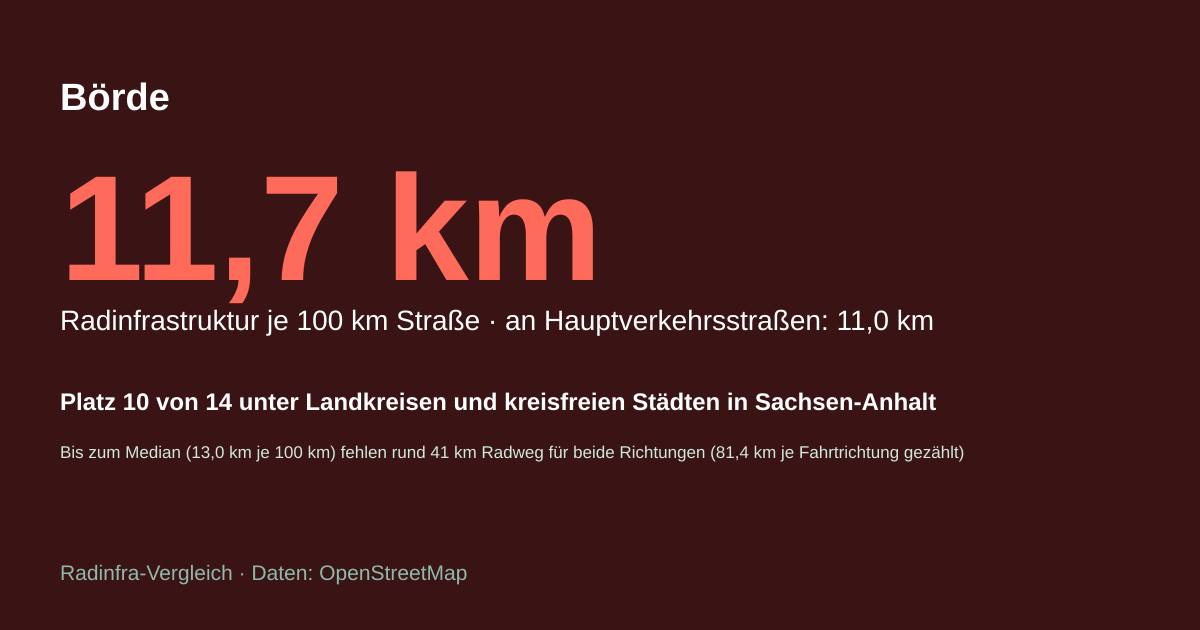 Börde
11,7 km
Radinfrastruktur je 100 km Straße · an Hauptverkehrsstraßen: 11,0 km
Platz 10 von 14 unter Landkreisen und kreisfreien Städten in Sachsen-Anhalt
Bis zum Median (13,0 km je 100 km) fehlen rund 41 km Radweg für beide Richtungen (81,4 km je Fahrtrichtung gezählt)
Radinfra-Vergleich · Daten: OpenStreetMap